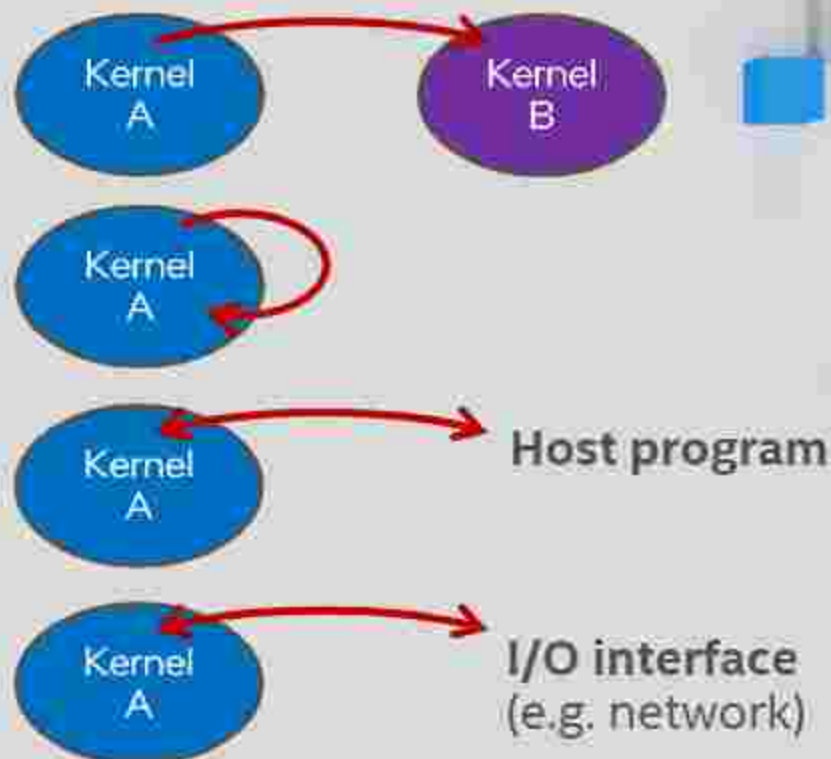 Kernel
A
Kernel
B
Kernel
A
Kernel
A
Host program
Kernel
A
I/O interface
(e.g. network)